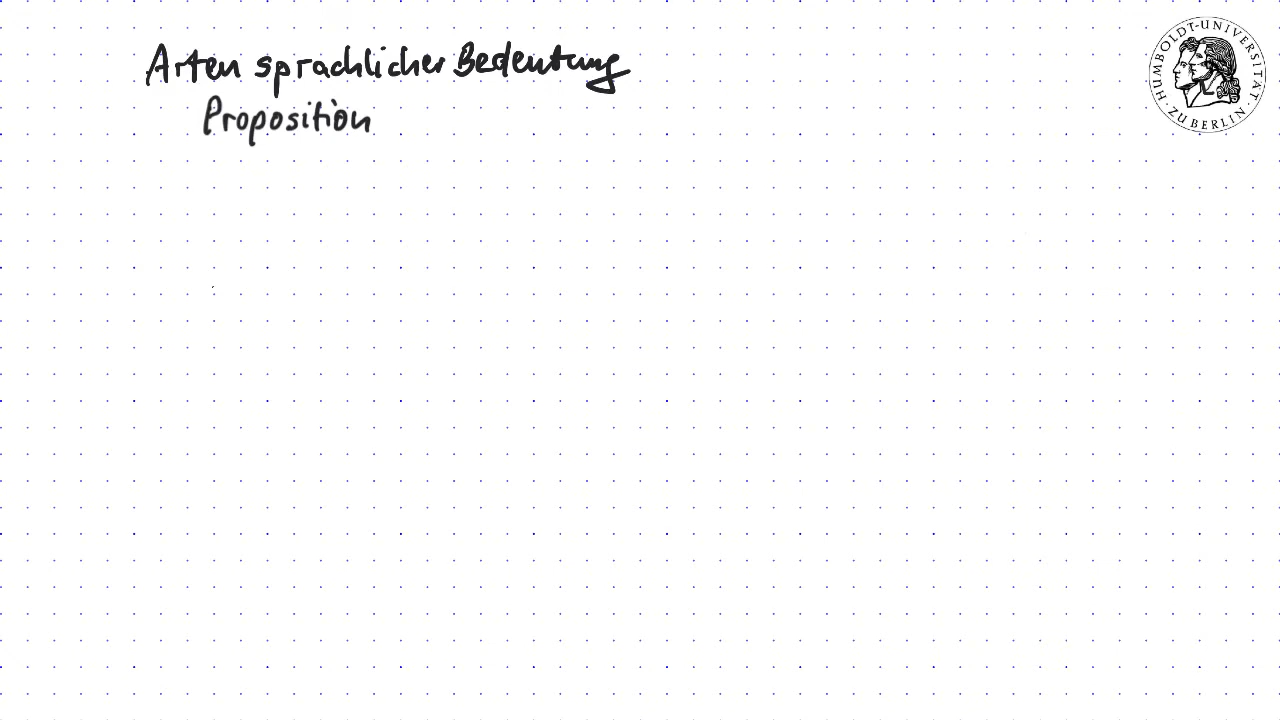 Arten sprachlicher Bedeutung
Proposition
HUMBOLDT-UNIVERSITÄT
· ZU BERLIN ·